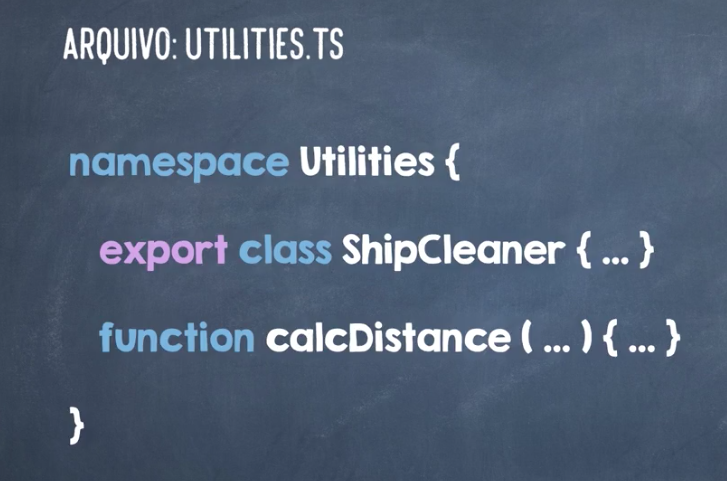 ARQUIVO: UTILITIES.TS
namespace Utilities {
export class ShipCleaner { ... }
function calcDistance ( ... ) { ... }
}